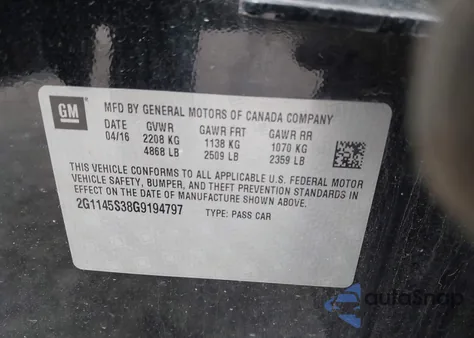 GM
MFD BY GENERAL MOTORS OF CANADA COMPANY
DATE GVWR GAWR FRT GAWR RR
04/16 2208 KG 1138 KG 1070 KG
4868 LB 2509 LB 2359 LB
THIS VEHICLE CONFORMS TO ALL APPLICABLE U.S. FEDERAL MOTOR
VEHICLE SAFETY, BUMPER, AND THEFT PREVENTION STANDARDS IN
EFFECT ON THE DATE OF MANUFACTURE SHOWN ABOVE.
2G1145S38G9194797 TYPE: PASS CAR
autoSnap